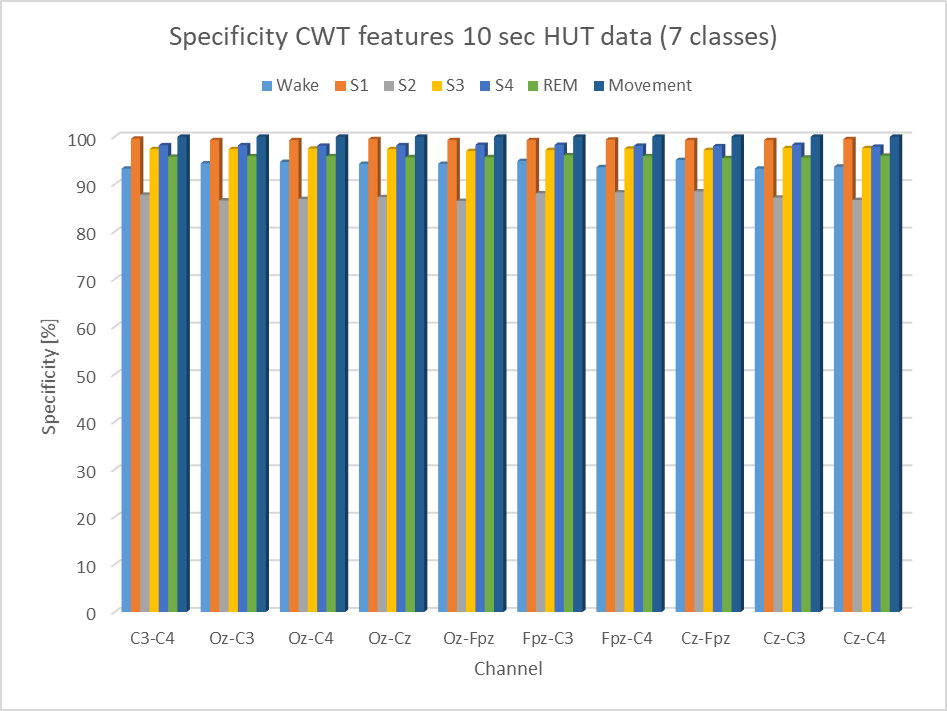 Specificity CWT features 10 sec HUT data (7 classes)
Wake S1 S2 S3 S4 REM Movement
100
90
80
70
60
50
40
30
20
10
0
Specificity [%]
C3-C4 Oz-C3 Oz-C4 Oz-Cz Oz-Fpz Fpz-C3 Fpz-C4 Cz-Fpz Cz-C3 Cz-C4
Channel